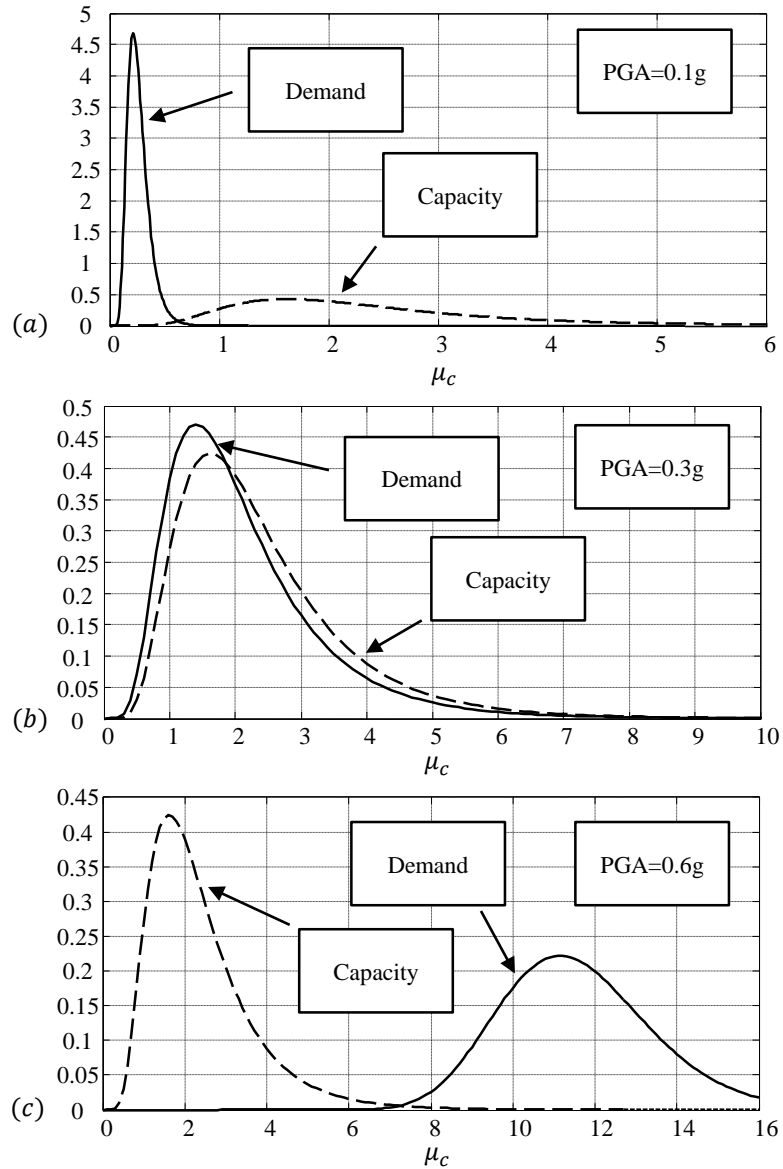 5
4.5
4
3.5
3
2.5
2
1.5
1
0.5
0
Demand
PGA=0.1g
Capacity
(a)
0 1 2 3 4 5 6
μc
0.5
0.45
0.4
0.35
0.3
0.25
0.2
0.15
0.1
0.05
0
Demand
PGA=0.3g
Capacity
(b)
0 1 2 3 4 5 6 7 8 9 10
μc
0.45
0.4
0.35
0.3
0.25
0.2
0.15
0.1
0.05
0
Demand
PGA=0.6g
Capacity
(c)
0 2 4 6 8 10 12 14 16
μc